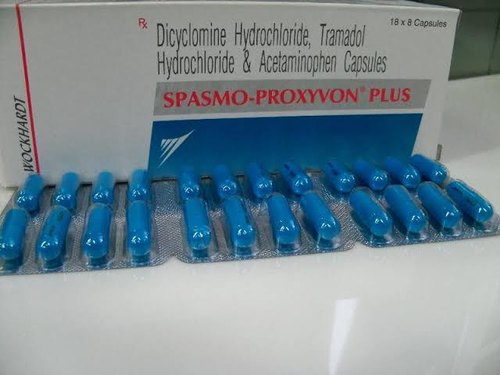 Rx
18 x 8 Capsules
Dicyclomine Hydrochloride, Tramadol
Hydrochloride & Acetaminophen Capsules
SPASMO-PROXYVON® PLUS
WOCKHARDT